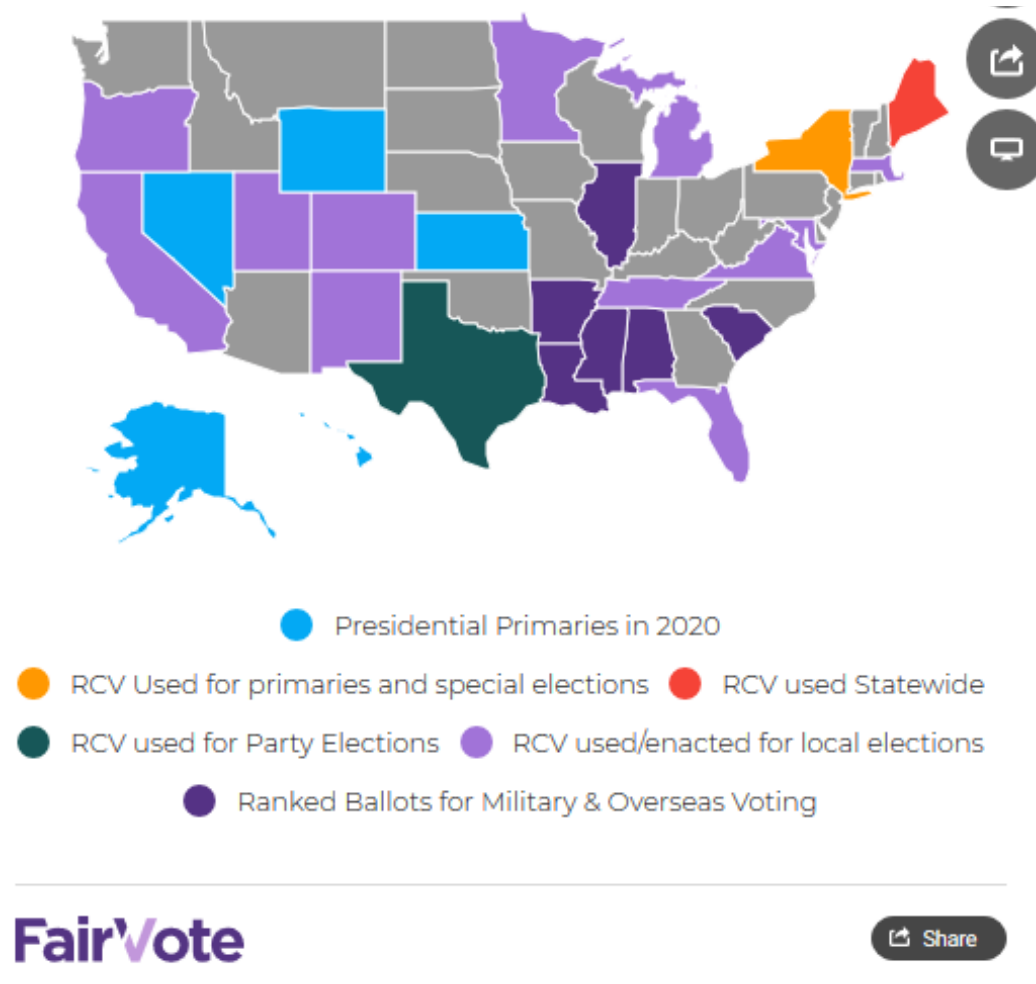 Presidential Primaries in 2020
RCV Used for primaries and special elections RCV used Statewide
RCV used for Party Elections RCV used/enacted for local elections
Ranked Ballots for Military & Overseas Voting
FairVote Share